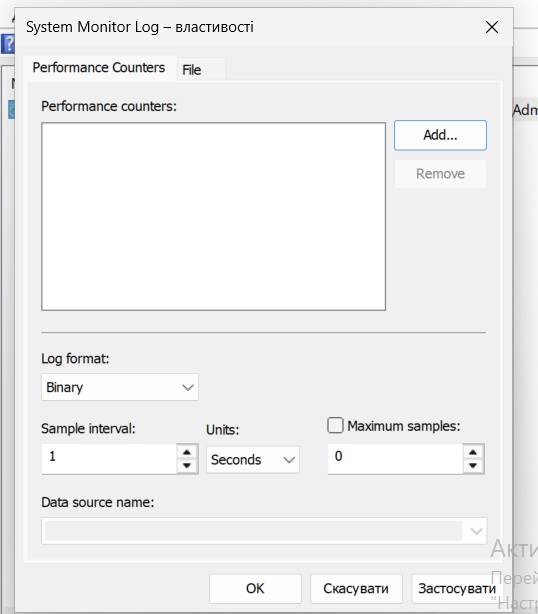 System Monitor Log – властивості
Performance Counters
File
Performance counters:
Add...
Remove
Adm
Log format:
Binary
Sample interval:
Units:
Maximum samples:
1
Seconds
0
Data source name:
Акти
Перей
"Наст
OK
Скасувати
Застосувати